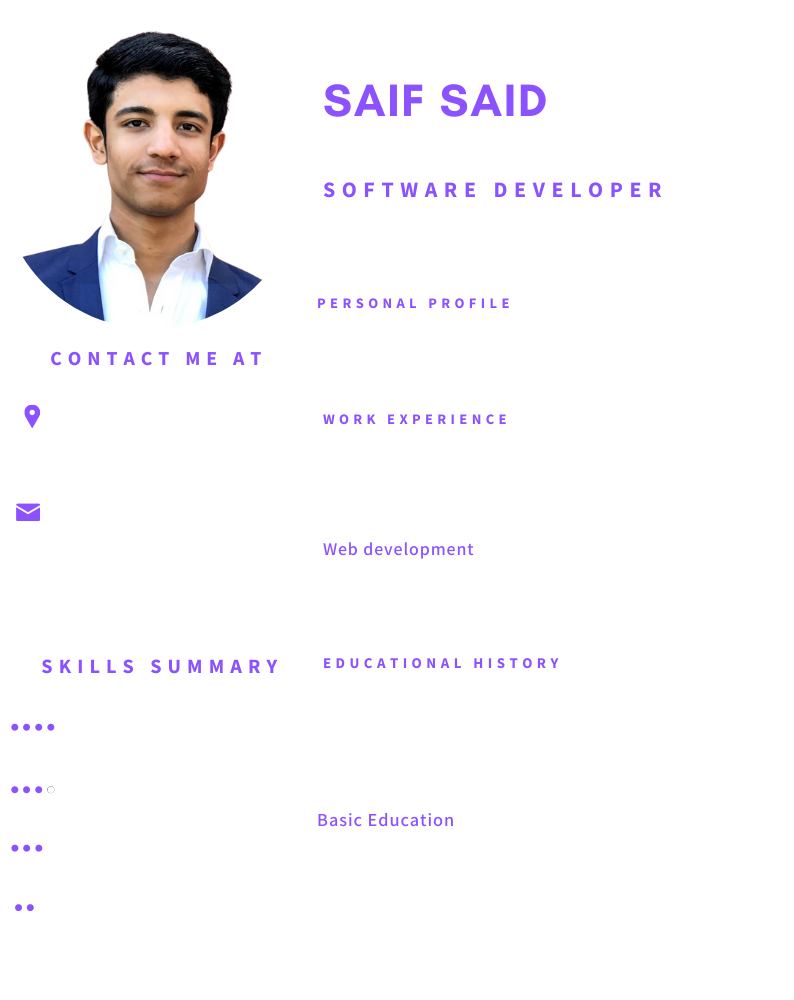 SAIF SAID
SOFTWARE DEVELOPER
PERSONAL PROFILE
CONTACT ME AT
WORK EXPERIENCE
Web development
SKILLS SUMMARY
EDUCATIONAL HISTORY
Basic Education